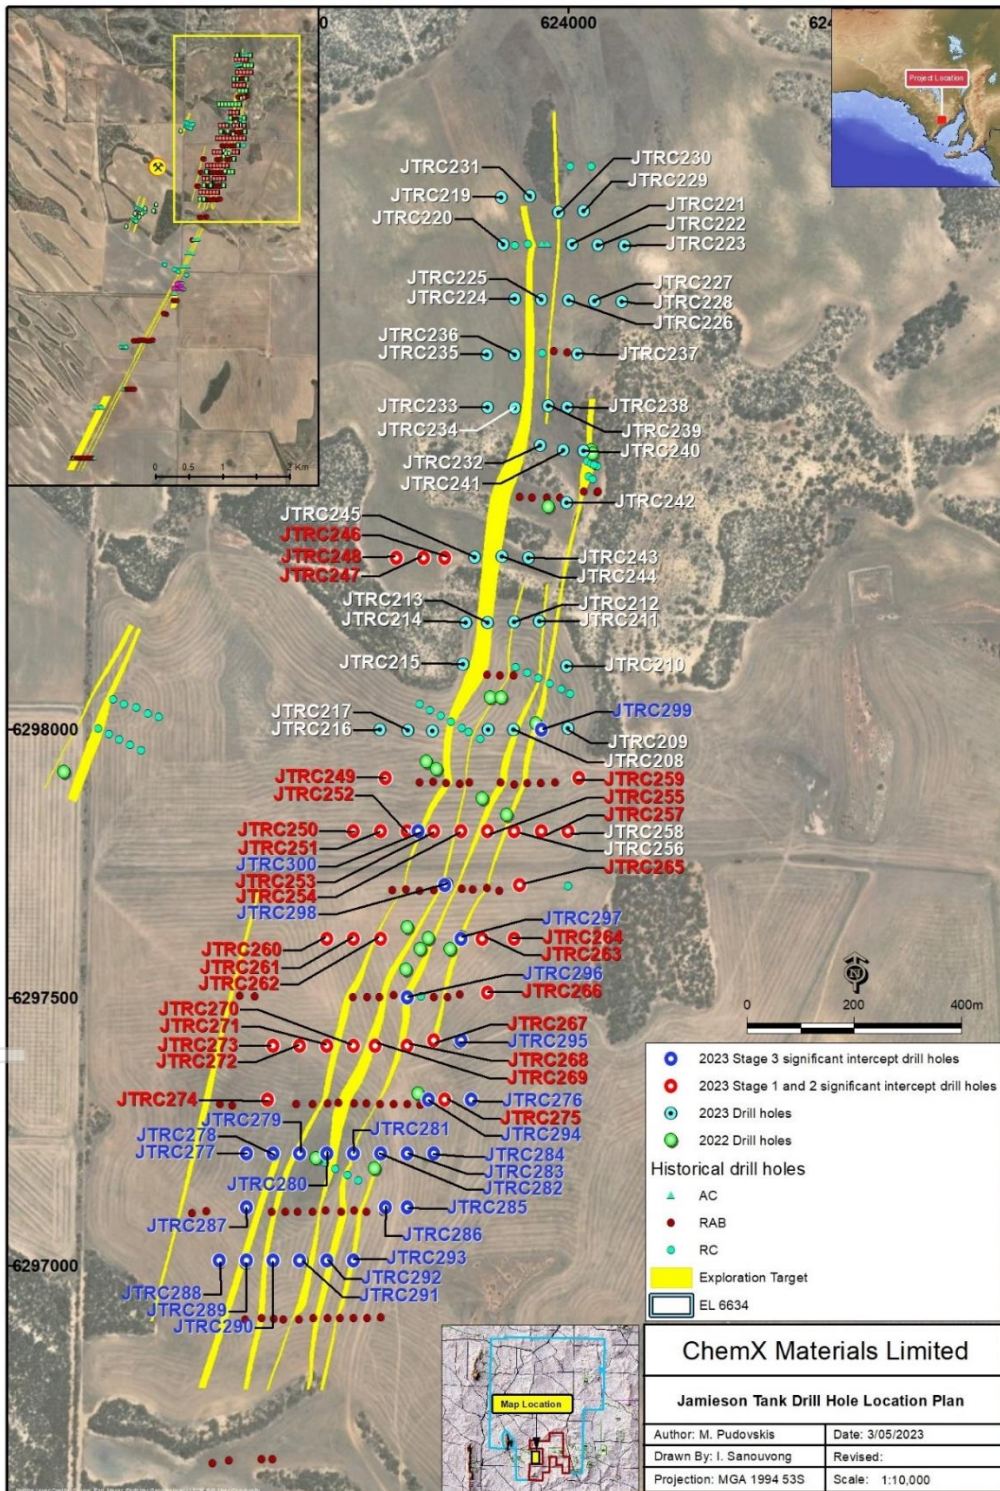 0
624000
624
Project Location
0 0.5 1 2 Km
JTRC231
JTRC230
JTRC219
JTRC229
JTRC220
JTRC221
JTRC222
JTRC223
JTRC225
JTRC227
JTRC224
JTRC228
JTRC226
JTRC236
JTRC235
JTRC237
JTRC233
JTRC238
JTRC234
JTRC239
JTRC232
JTRC240
JTRC241
JTRC242
JTRC245
JTRC246
JTRC248
JTRC243
JTRC247
JTRC244
JTRC213
JTRC212
JTRC214
JTRC211
JTRC215
JTRC210
JTRC217
JTRC299
6298000
JTRC216
JTRC209
JTRC208
JTRC249
JTRC259
JTRC252
JTRC255
JTRC257
JTRC250
JTRC258
JTRC251
JTRC256
JTRC300
JTRC265
JTRC253
JTRC254
JTRC298
JTRC297
JTRC260
JTRC264
JTRC261
JTRC263
JTRC262
JTRC296
6297500
JTRC266
JTRC270
JTRC271
JTRC267
JTRC273
JTRC295
JTRC272
JTRC268
JTRC269
JTRC274
JTRC276
JTRC275
JTRC279
JTRC281
JTRC294
JTRC278
JTRC277
JTRC284
JTRC280
JTRC283
JTRC282
JTRC287
JTRC285
JTRC286
6297000
JTRC293
JTRC288
JTRC292
JTRC289
JTRC291
JTRC290
N
0 200 400m
2023 Stage 3 significant intercept drill holes
2023 Stage 1 and 2 significant intercept drill holes
2023 Drill holes
2022 Drill holes
Historical drill holes
AC
RAB
RC
Exploration Target
EL 6634
Map Location
ChemX Materials Limited
Jamieson Tank Drill Hole Location Plan
Author: M. Pudovskis Date: 3/05/2023
Drawn By: I. Sanouvong Revised:
Projection: MGA 1994 53S Scale: 1:10,000